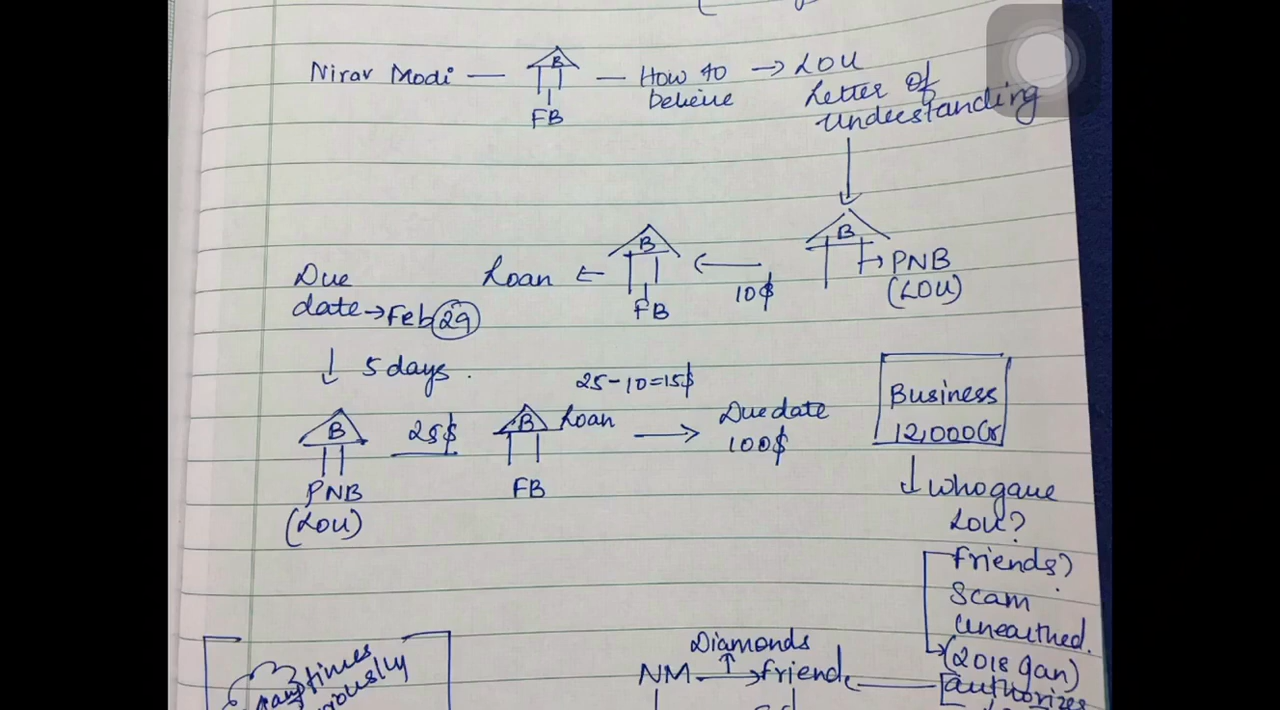 Nirav Modi — B — How to → LOU
believe Letter of
FB Understanding
B
B
→ PNB
Due Loan ← ← 10$ (LOU)
date → Feb 29 FB
↓ 5 days.
25-10=15$
Business
12,000Cr
B 25$ B Loan → Due date
100$
PNB FB
(LOU)
↓ who gave
LOU?
friends?
Scam
unearthed.
(2018 Jan)
Diamonds
NM → friend ←
authorizes
times